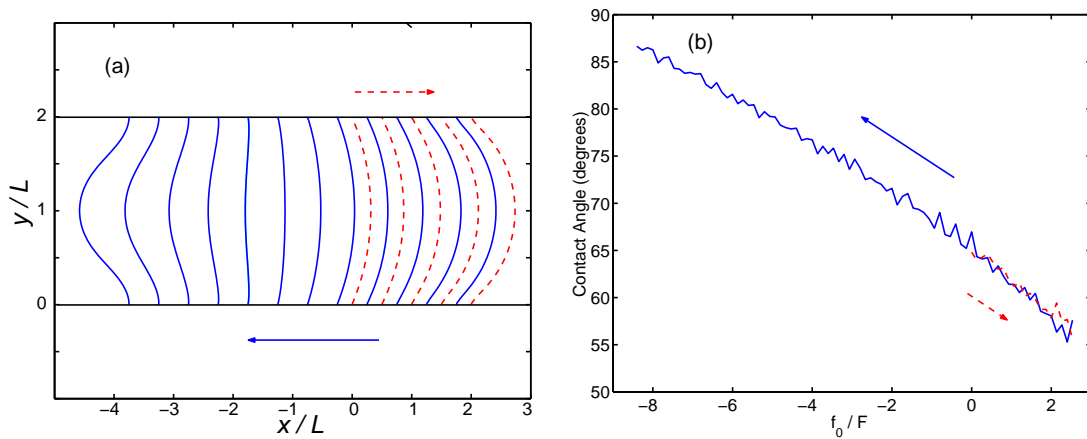 (a)
2
1
0
y / L
−4 −3 −2 −1 0 1 2 3
x / L
(b)
90
85
80
75
70
65
60
55
50
Contact Angle (degrees)
−8 −6 −4 −2 0 2
f0 / F